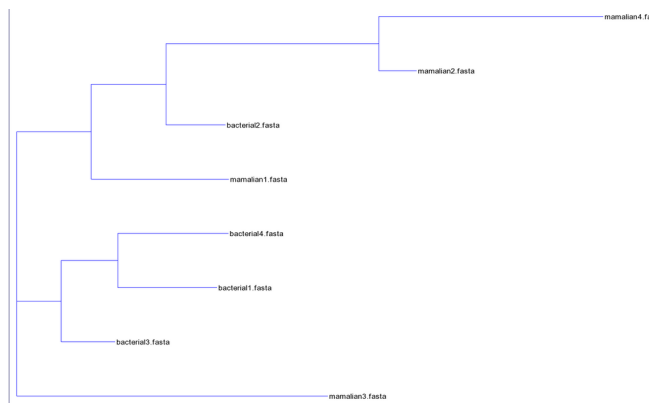 mamalian4.fa
mamalian2.fasta
bacterial2.fasta
mamalian1.fasta
bacterial4.fasta
bacterial1.fasta
bacterial3.fasta
mamalian3.fasta